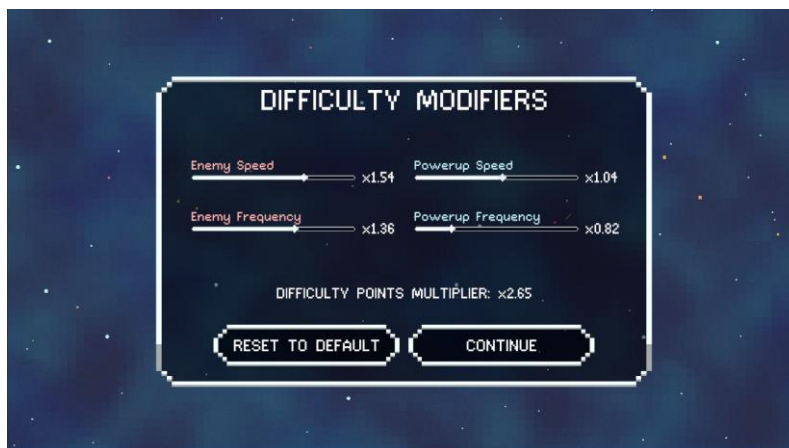 DIFFICULTY MODIFIERS
Enemy Speed
x1.54
Powerup Speed
x1.04
Enemy Frequency
x1.36
Powerup Frequency
x0.82
DIFFICULTY POINTS MULTIPLIER: x2.65
RESET TO DEFAULT
CONTINUE